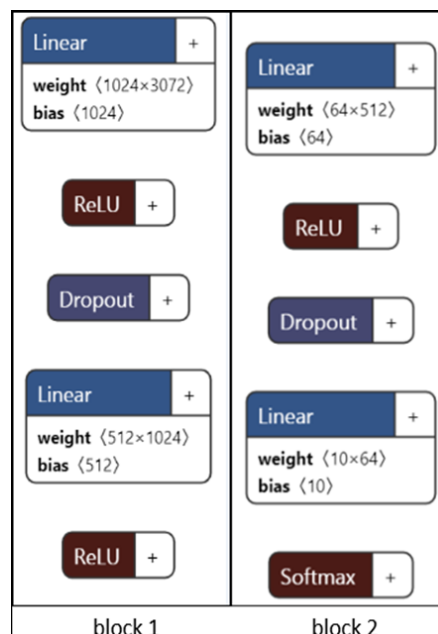 Linear +
weight ⟨1024×3072⟩
bias ⟨1024⟩
ReLU +
Dropout +
Linear +
weight ⟨512×1024⟩
bias ⟨512⟩
ReLU +
block 1
Linear +
weight ⟨64×512⟩
bias ⟨64⟩
ReLU +
Dropout +
Linear +
weight ⟨10×64⟩
bias ⟨10⟩
Softmax +
block 2